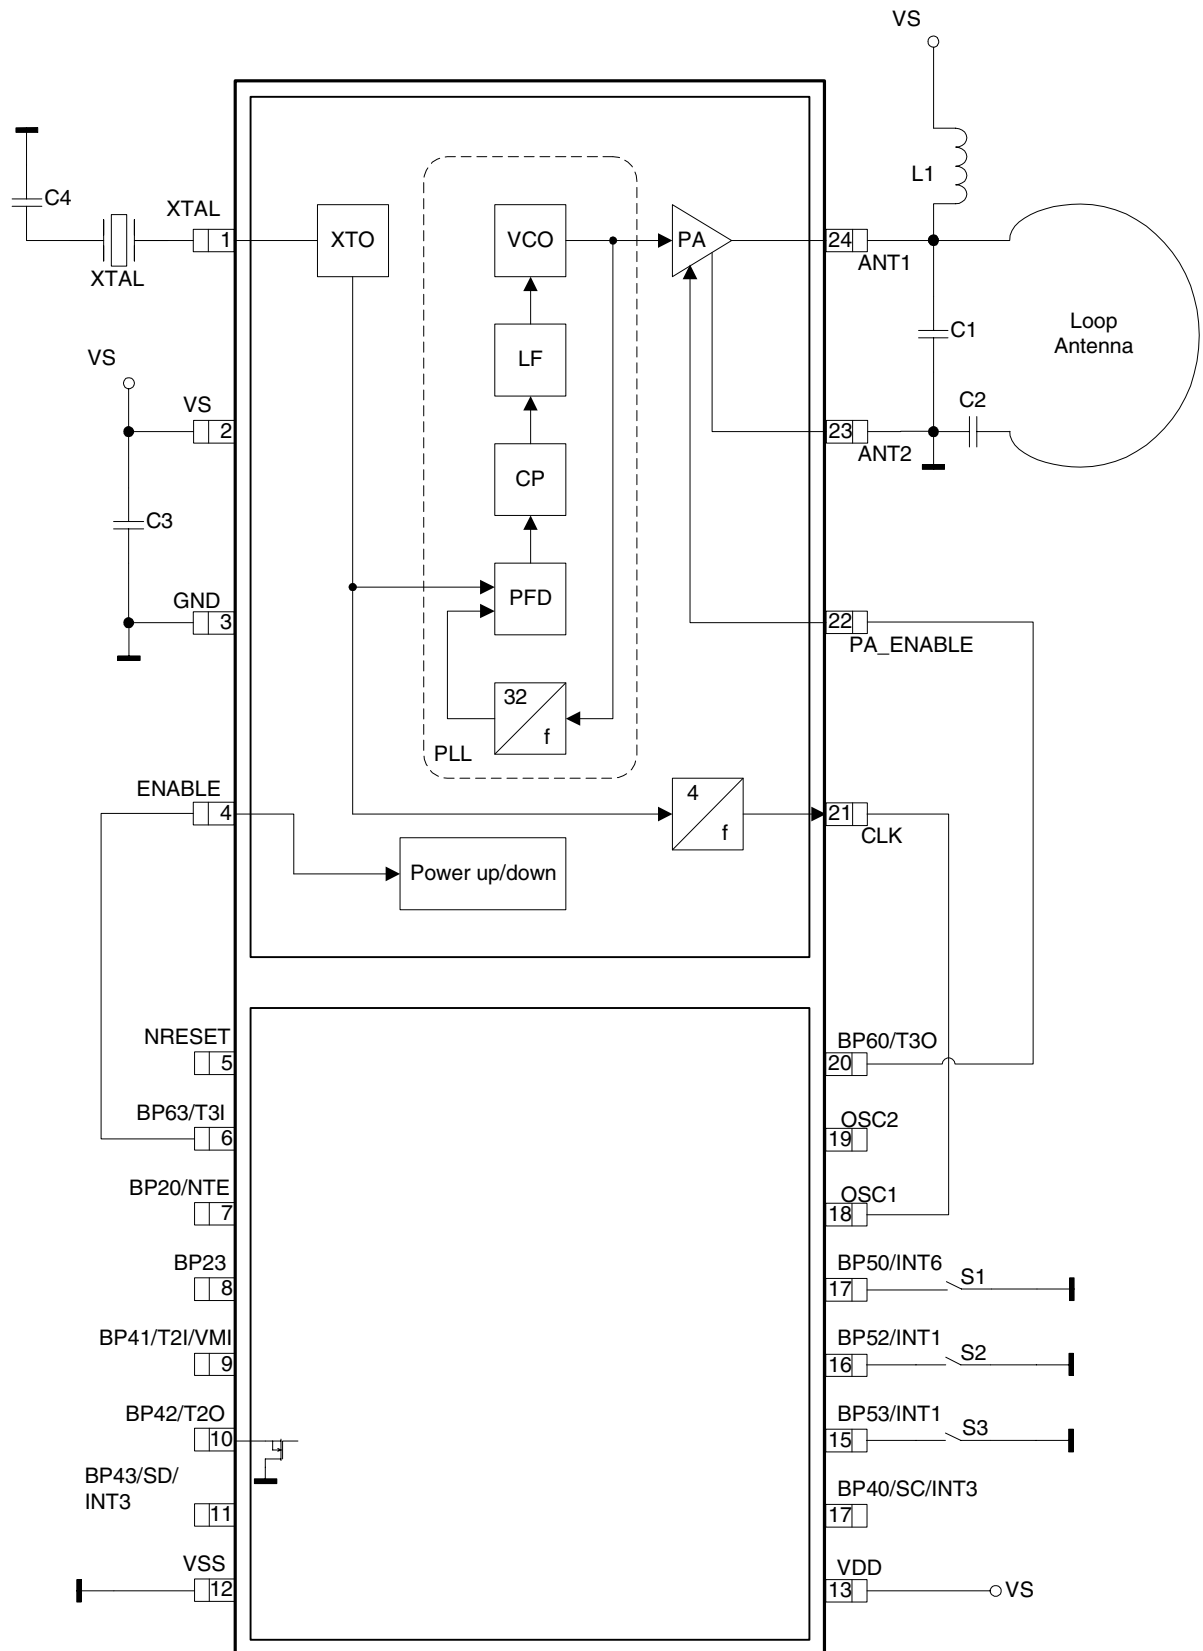 VS
L1
C4
XTAL
1
XTAL
XTO
VCO
PA
24
ANT1
Loop
Antenna
C1
LF
VS
VS
2
C2
23
ANT2
CP
C3
GND
3
PFD
22
PA_ENABLE
32
f
PLL
ENABLE
4
4
f
21
CLK
Power up/down
NRESET
5
BP60/T3O
20
BP63/T3I
6
OSC2
19
BP20/NTE
7
OSC1
18
BP23
8
BP50/INT6
17
S1
BP41/T2I/VMI
9
BP52/INT1
16
S2
BP42/T2O
10
BP53/INT1
15
S3
BP43/SD/
INT3
11
BP40/SC/INT3
17
VSS
12
VDD
13
VS